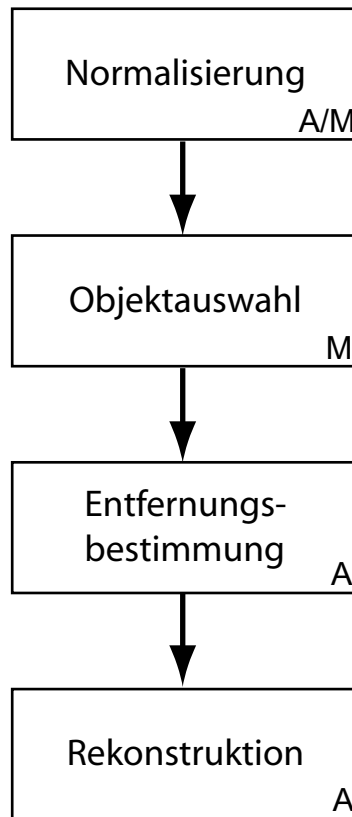 Normalisierung
A/M
Objektauswahl
M
Entfernungs-
bestimmung
A
Rekonstruktion
A